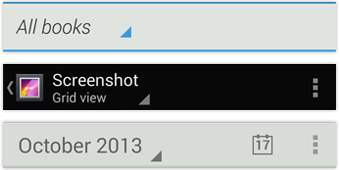 All books
Screenshot
Grid view
October 2013
17